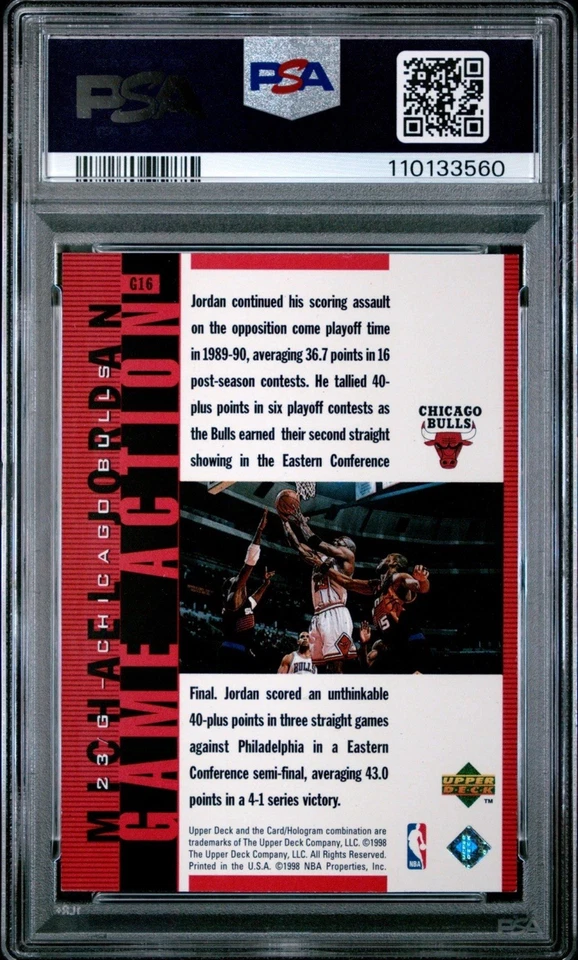 PSA
PSA
110133560
G16
MICHAEL JORDAN
23/G-CHICAGO BULLS
GAME ACTION
Jordan continued his scoring assault
on the opposition come playoff time
in 1989-90, averaging 36.7 points in 16
post-season contests. He tallied 40-
plus points in six playoff contests as
the Bulls earned their second straight
showing in the Eastern Conference
CHICAGO
BULLS
BULLS
5
Final. Jordan scored an unthinkable
40-plus points in three straight games
against Philadelphia in a Eastern
Conference semi-final, averaging 43.0
points in a 4-1 series victory.
UPPER
DECK
TM
Upper Deck and the Card/Hologram combination are
trademarks of The Upper Deck Company, LLC. ©1998
The Upper Deck Company, LLC. All Rights Reserved.
Printed in the U.S.A. ©1998 NBA Properties, Inc.
NBA
PSA